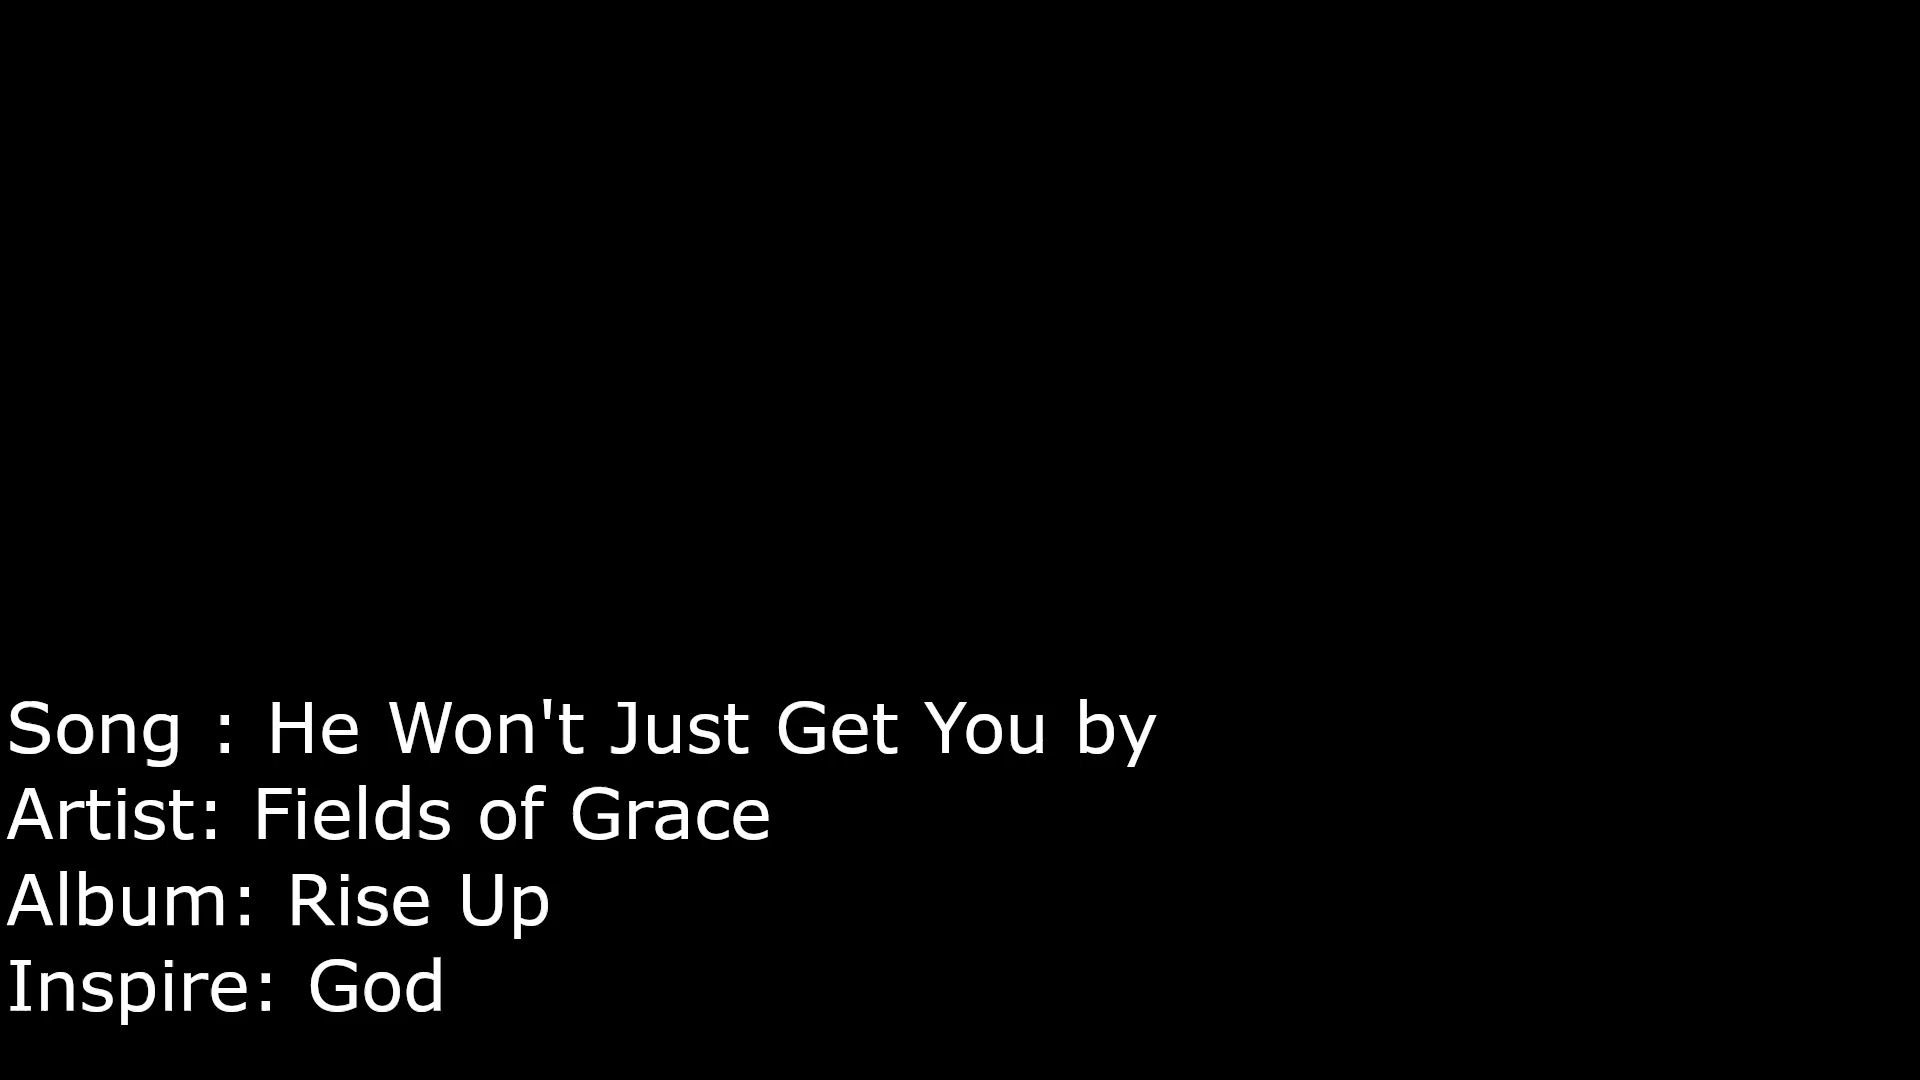 Song : He Won't Just Get You by
Artist: Fields of Grace
Album: Rise Up
Inspire: God